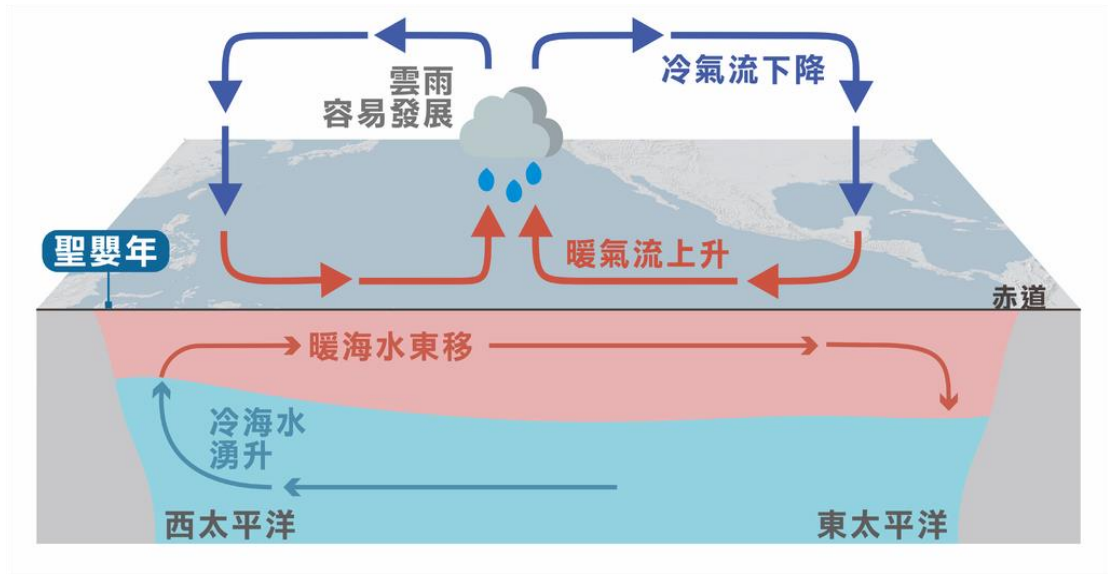 冷氣流下降
雲雨
容易發展
聖嬰年
暖氣流上升
赤道
暖海水東移
冷海水
湧升
西太平洋
東太平洋